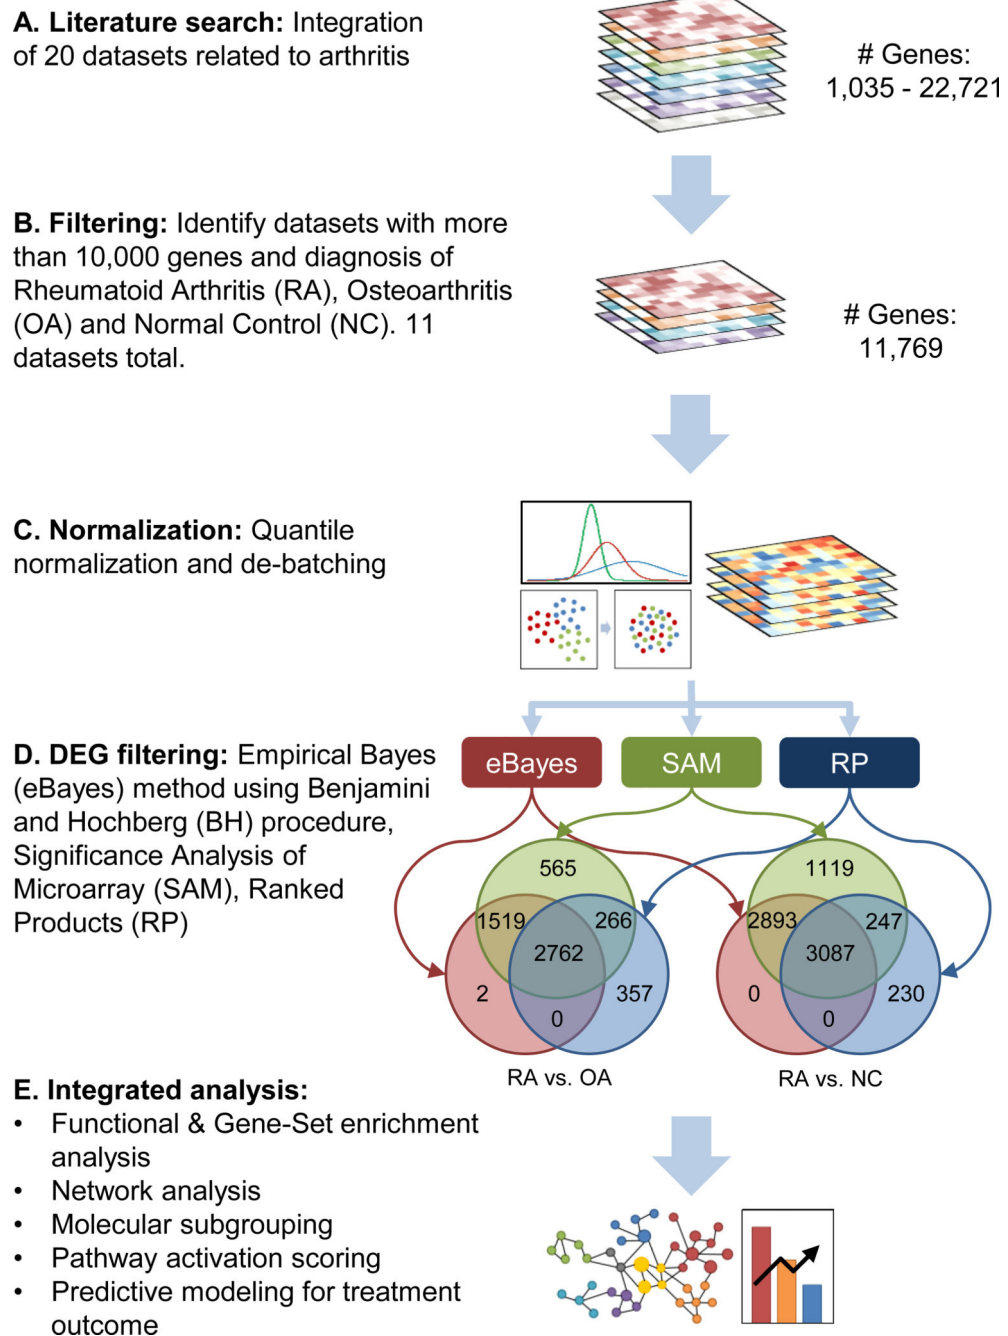 A. Literature search: Integration
of 20 datasets related to arthritis
# Genes:
1,035 - 22,721
B. Filtering: Identify datasets with more
than 10,000 genes and diagnosis of
Rheumatoid Arthritis (RA), Osteoarthritis
(OA) and Normal Control (NC). 11
datasets total.
# Genes:
11,769
C. Normalization: Quantile
normalization and de-batching
D. DEG filtering: Empirical Bayes
(eBayes) method using Benjamini
and Hochberg (BH) procedure,
Significance Analysis of
Microarray (SAM), Ranked
Products (RP)
eBayes
SAM
RP
565
1519
266
2762
2
357
0
RA vs. OA
1119
2893
247
3087
0
230
0
RA vs. NC
E. Integrated analysis:
• Functional & Gene-Set enrichment
analysis
• Network analysis
• Molecular subgrouping
• Pathway activation scoring
• Predictive modeling for treatment
outcome